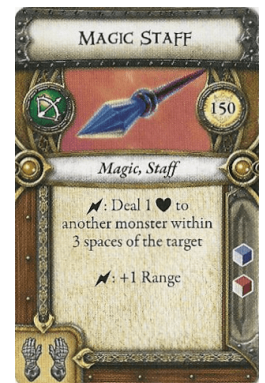 Magic Staff
150
Magic, Staff
: Deal 1 ♥ to
another monster within
3 spaces of the target
: +1 Range